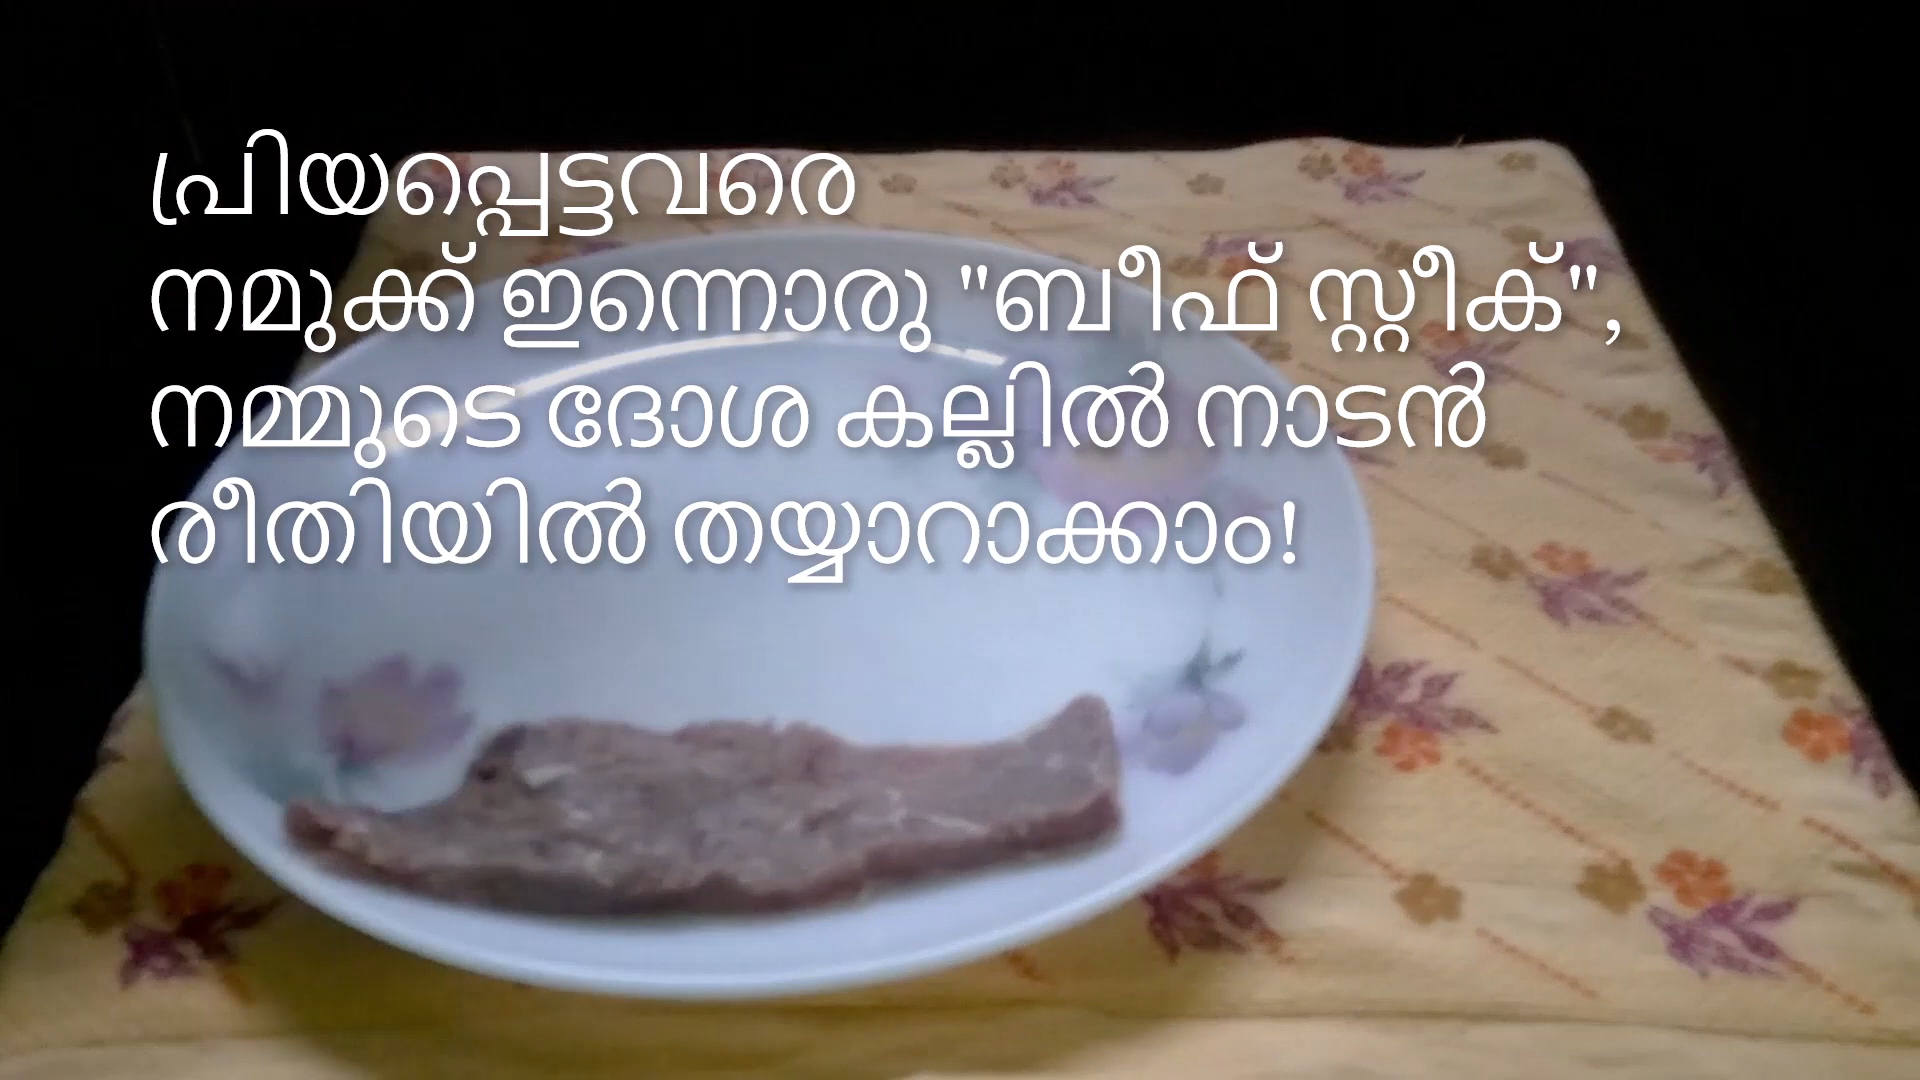 പ്രിയപ്പെട്ടവരെ
നമുക്ക് ഇന്നൊരു "ബീഫ് സ്റ്റീക്",
നമ്മുടെ ദോശ കല്ലിൽ നാടൻ
രീതിയിൽ തയ്യാറാക്കാം!